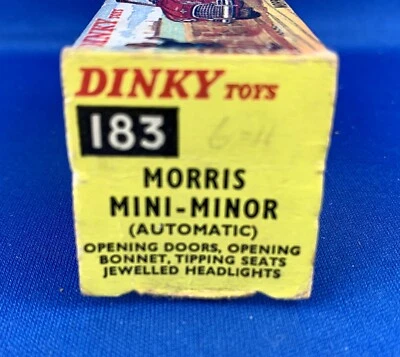 DINKY TOYS
183
MORRIS
MINI-MINOR
(AUTOMATIC)
OPENING DOORS, OPENING
BONNET, TIPPING SEATS
JEWELLED HEADLIGHTS